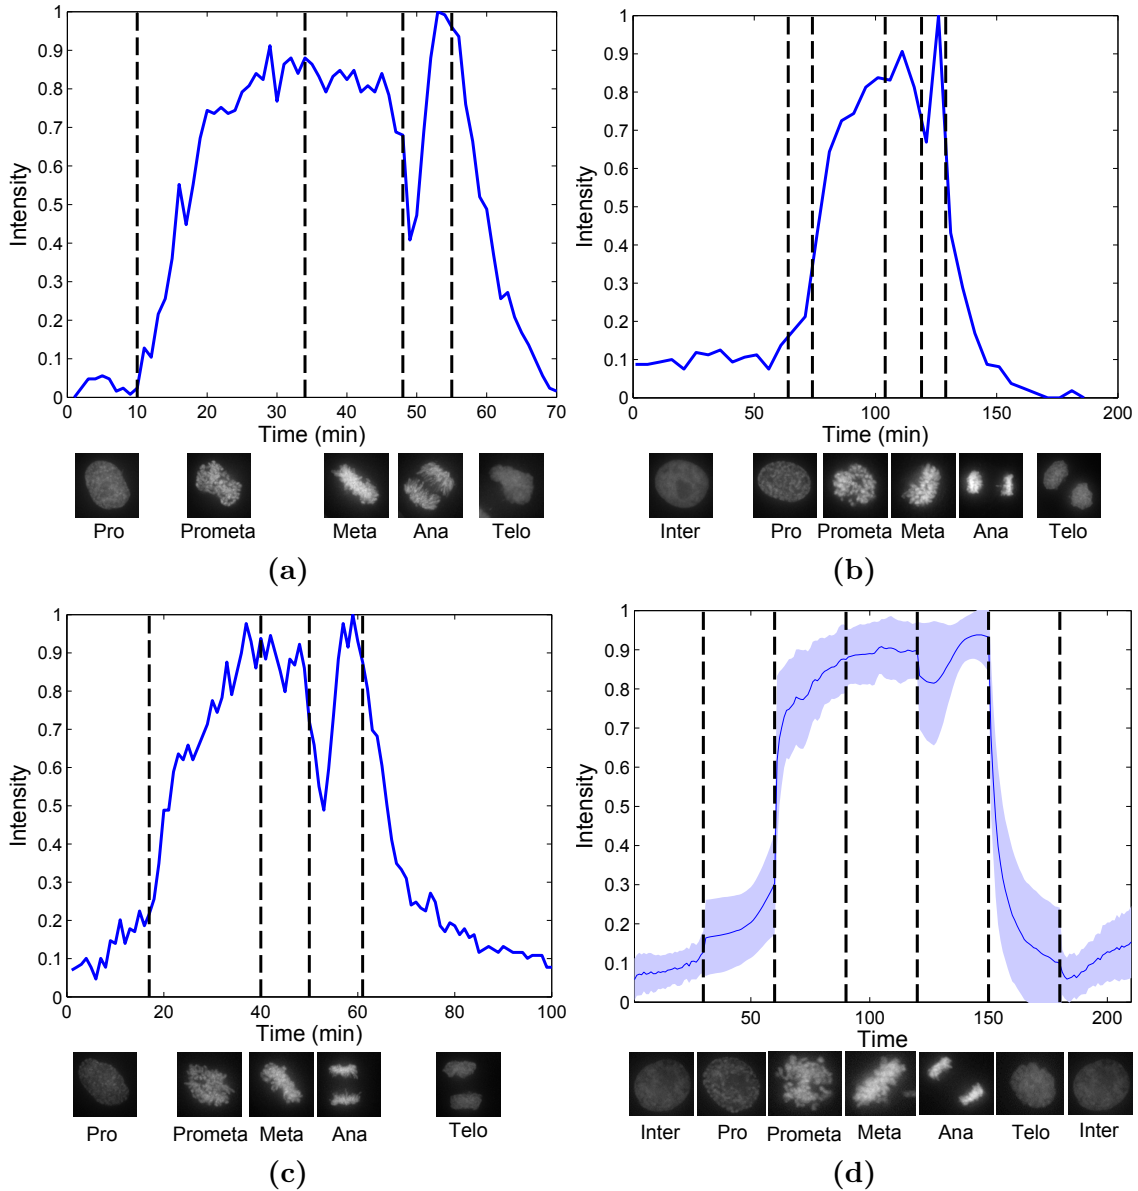 1
0.9
0.8
0.7
0.6
0.5
0.4
0.3
0.2
0.1
0
Intensity
0 10 20 30 40 50 60 70
Time (min)
Pro Prometa Meta Ana Telo
(a)
1
0.9
0.8
0.7
0.6
0.5
0.4
0.3
0.2
0.1
0
Intensity
0 50 100 150 200
Time (min)
Inter Pro Prometa Meta Ana Telo
(b)
1
0.9
0.8
0.7
0.6
0.5
0.4
0.3
0.2
0.1
0
Intensity
0 20 40 60 80 100
Time (min)
Pro Prometa Meta Ana Telo
(c)
1
0.9
0.8
0.7
0.6
0.5
0.4
0.3
0.2
0.1
0
Intensity
50 100 150 200
Time
Inter Pro Prometa Meta Ana Telo Inter
(d)